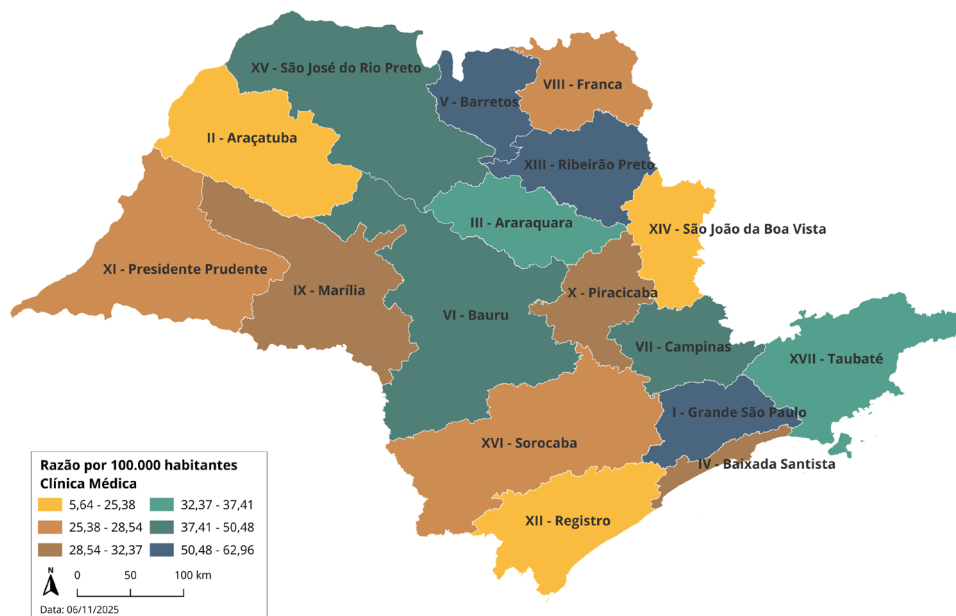 XV - São José do Rio Preto
VIII - Franca
V - Barretos
II - Araçatuba
XIII - Ribeirão Preto
III - Araraquara
XIV - São João da Boa Vista
XI - Presidente Prudente
IX - Marília
X - Piracicaba
VI - Bauru
VII - Campinas
XVII - Taubaté
I - Grande São Paulo
XVI - Sorocaba
IV - Baixada Santista
XII - Registro
Razão por 100.000 habitantes
Clínica Médica
5,64 - 25,38
32,37 - 37,41
25,38 - 28,54
37,41 - 50,48
28,54 - 32,37
50,48 - 62,96
N
0 50 100 km
Data: 06/11/2025